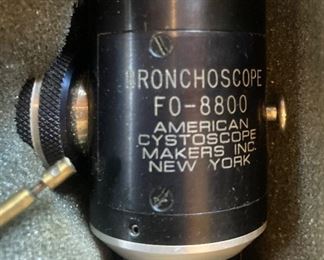 BRONCHOSCOPE
FO-8800
AMERICAN
CYSTOSCOPE
MAKERS INC.
NEW YORK